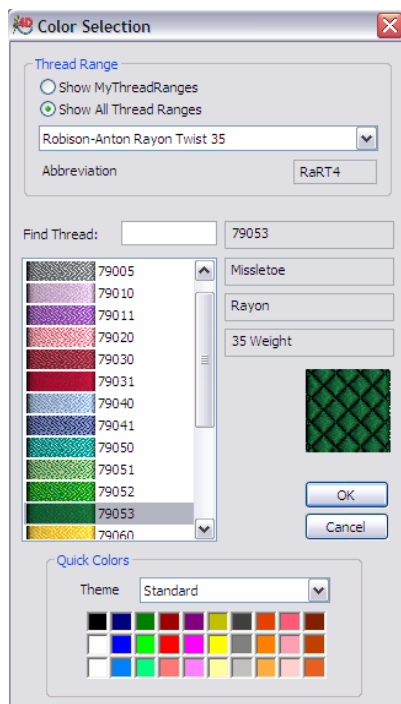 4D Color Selection
Thread Range
Show MyThreadRanges
Show All Thread Ranges
Robison-Anton Rayon Twist 35
Abbreviation RaRT4
Find Thread: 79053
79005 Missletoe
79010
79011 Rayon
79020
79030 35 Weight
79031
79040
79041
79050
79051
79052 OK
79053
79060 Cancel
Quick Colors
Theme Standard